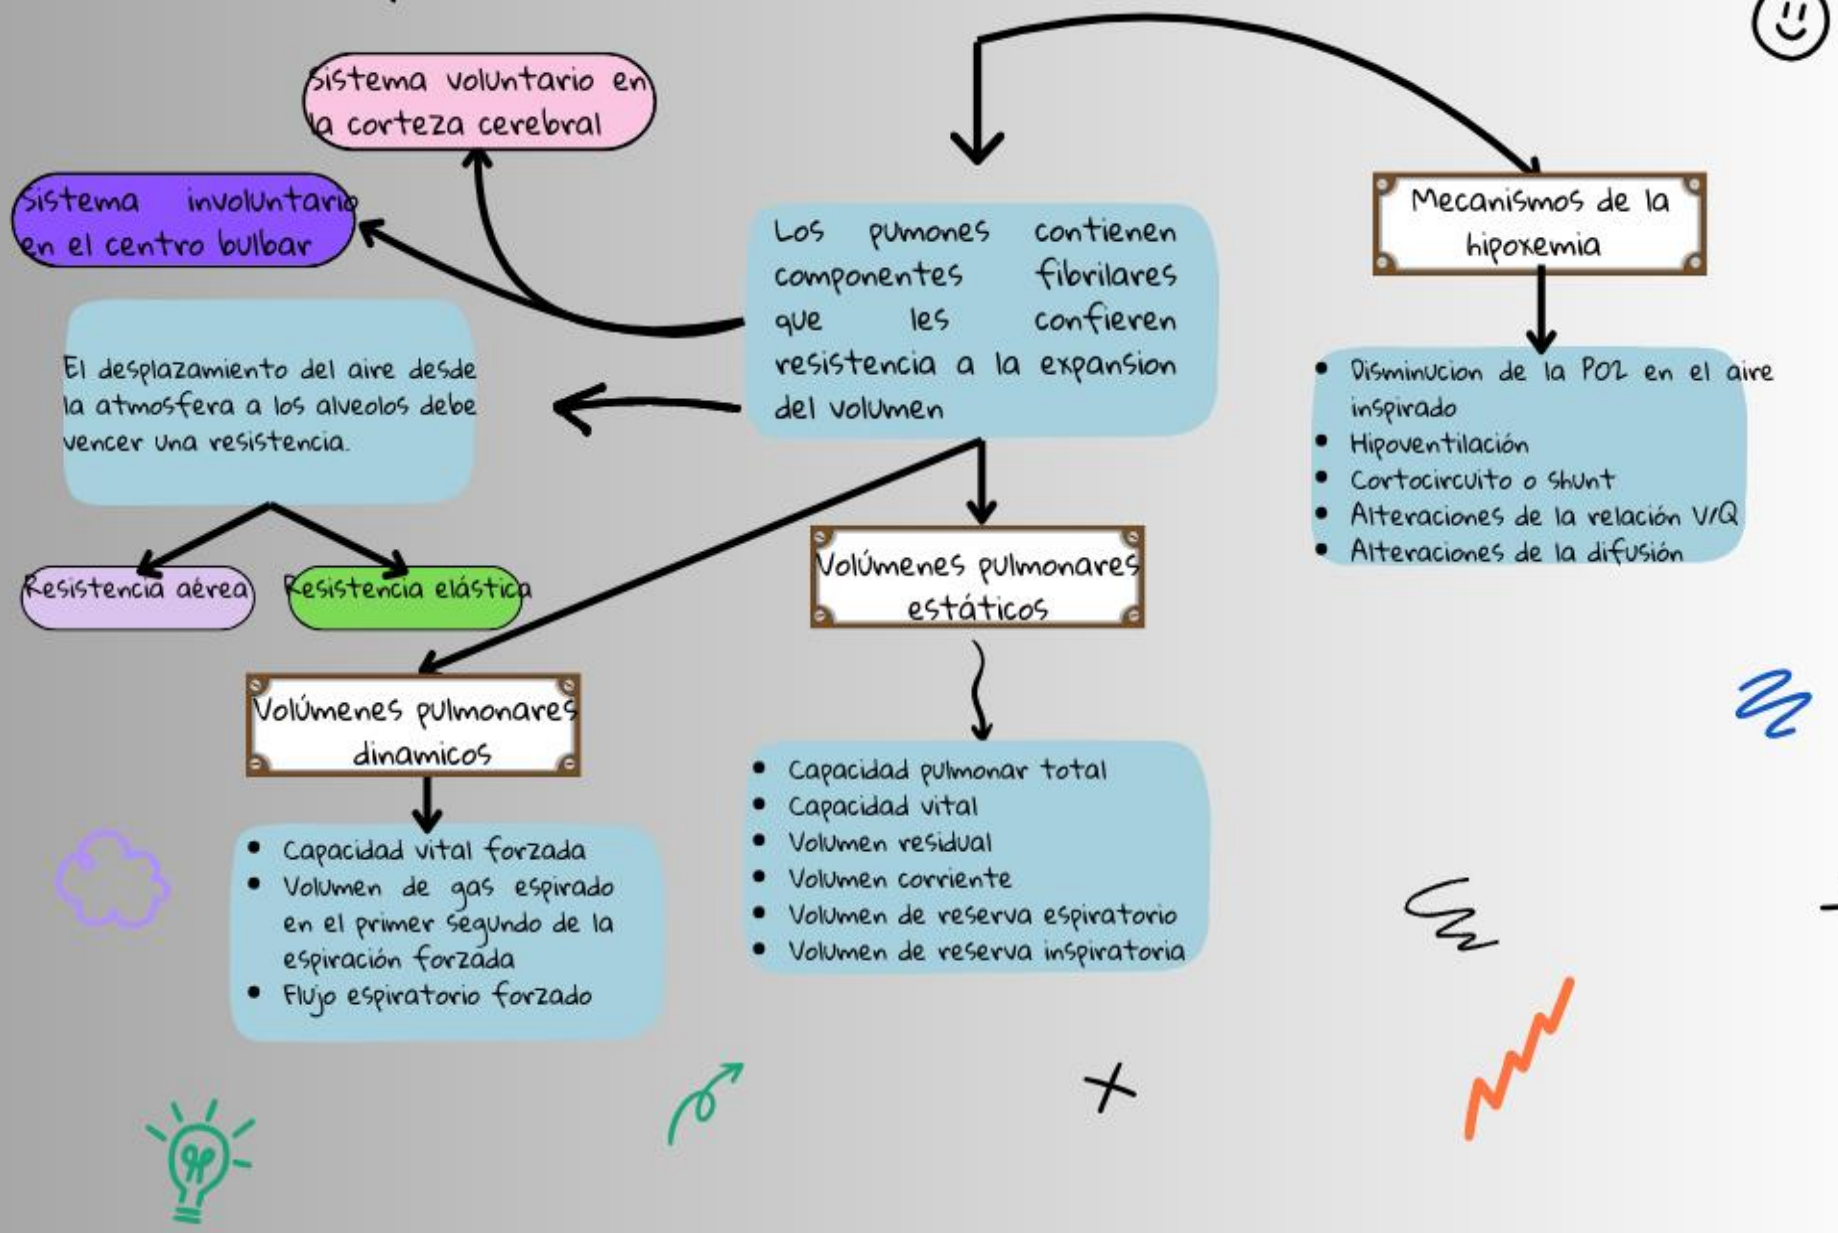 Sistema voluntario en
la corteza cerebral
Sistema involuntario
en el centro bulbar
Los pumones contienen
componentes fibrilares
que les confieren
resistencia a la expansion
del volumen
Mecanismos de la
hipoxemia
El desplazamiento del aire desde
la atmosfera a los alveolos debe
vencer una resistencia.
• Disminucion de la PO2 en el aire
inspirado
• Hipoventilación
• Cortocircuito o shunt
• Alteraciones de la relación V/Q
• Alteraciones de la difusión
Resistencia aérea
Resistencia elástica
Volúmenes pulmonares
estáticos
Volúmenes pulmonares
dinamicos
• Capacidad pulmonar total
• Capacidad vital
• Volumen residual
• Volumen corriente
• Volumen de reserva espiratorio
• Volumen de reserva inspiratoria
• Capacidad vital forzada
• Volumen de gas espirado
en el primer segundo de la
espiración forzada
• Flujo espiratorio forzado